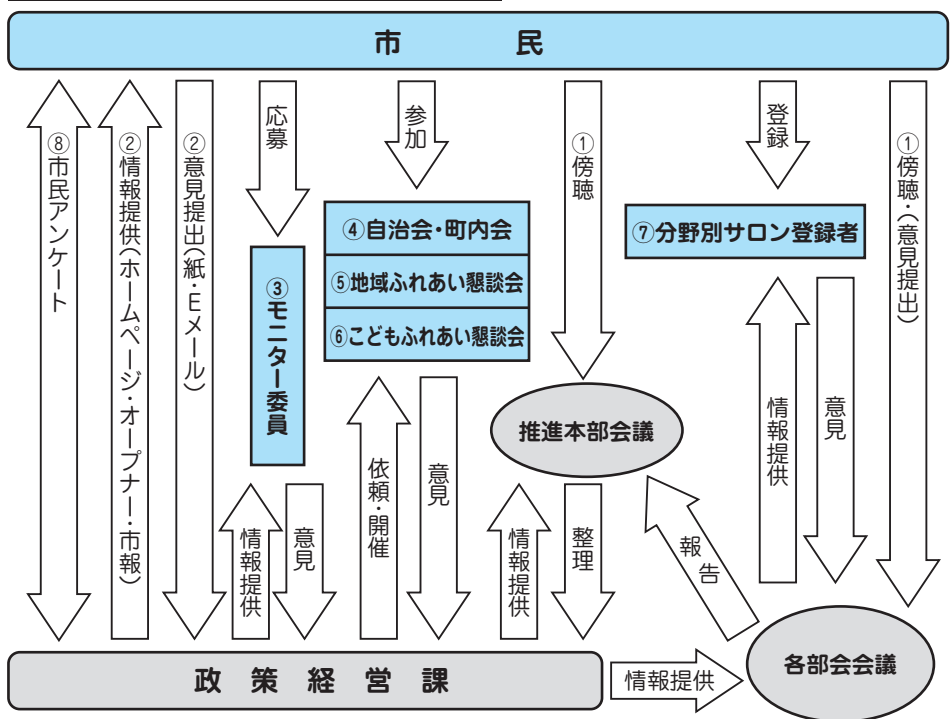 市民
⑧市民アンケート
②情報提供(ホームページ・オープナー・市報)
②意見提出(紙・Eメール)
応募
参加
①傍聴
登録
①傍聴・(意見提出)
③モニター委員
④自治会・町内会
⑤地域ふれあい懇談会
⑥こどもふれあい懇談会
⑦分野別サロン登録者
推進本部会議
情報提供
意見
依頼・開催
意見
情報提供
整理
報告
情報提供
意見
政策経営課
情報提供
各部会会議